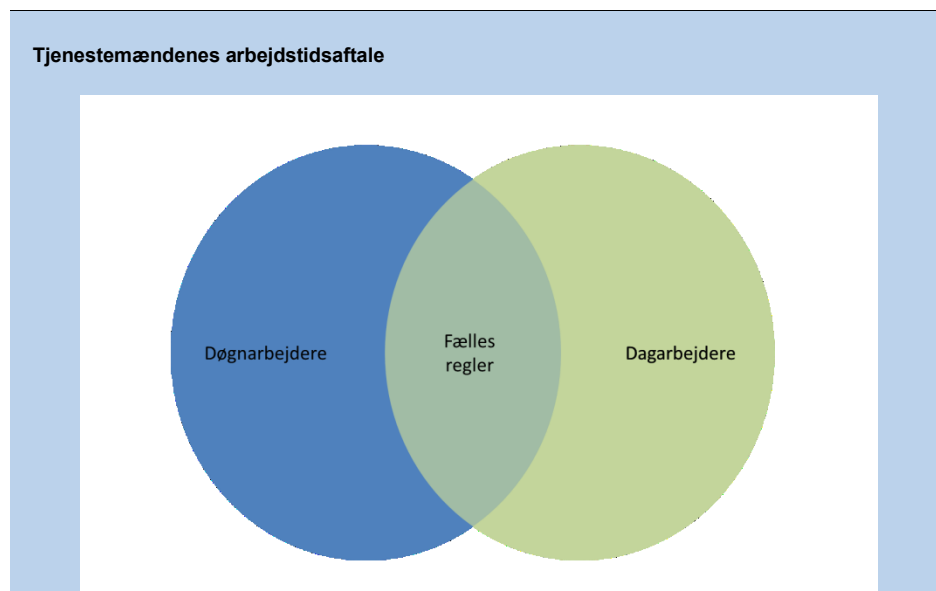 Tjenestemændenes arbejdstidsaftale
Døgnarbejdere
Fælles
regler
Dagarbejdere